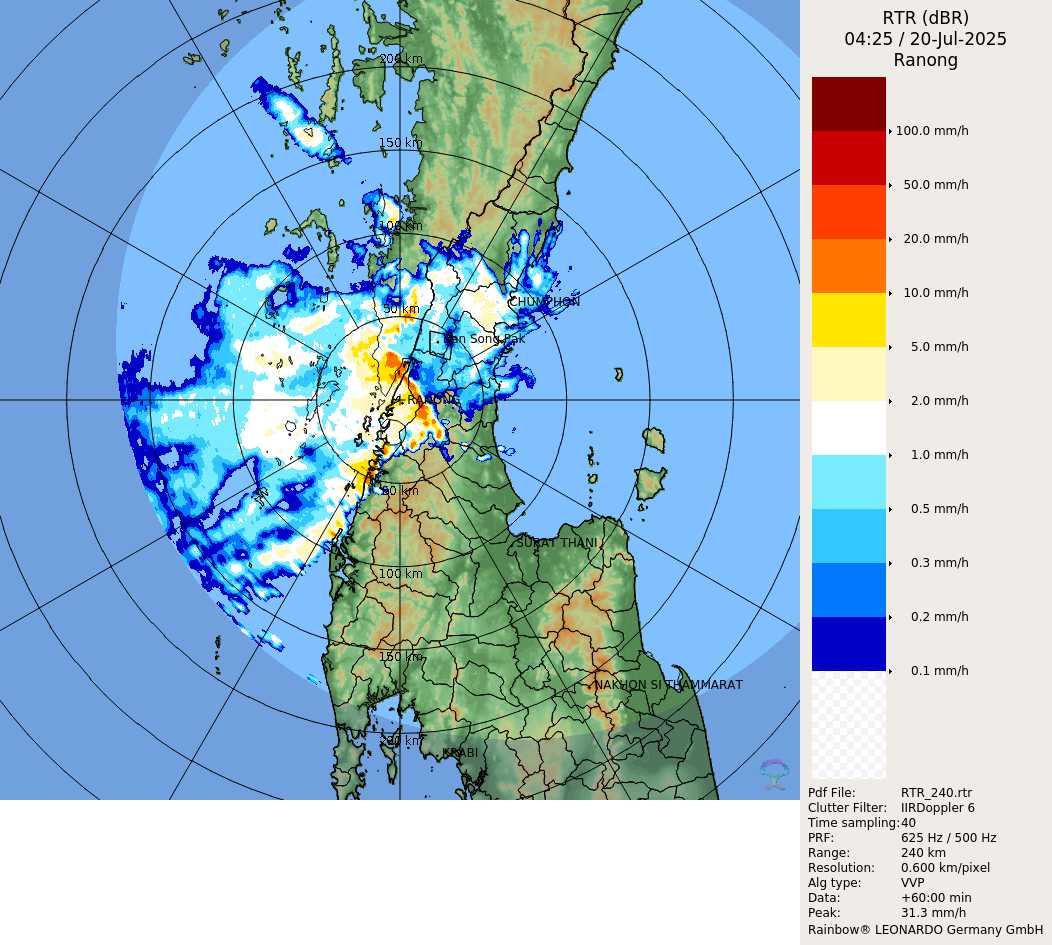 RTR (dBR)
04:25 / 20-Jul-2025
Ranong
200 km
150 km
100 km
50 km
CHUMPHON
Ban Song Pak
RANONG
50 km
SURAT THANI
100 km
150 km
NAKHON SI THAMMARAT
200 km
KRABI
100.0 mm/h
50.0 mm/h
20.0 mm/h
10.0 mm/h
5.0 mm/h
2.0 mm/h
1.0 mm/h
0.5 mm/h
0.3 mm/h
0.2 mm/h
0.1 mm/h
Pdf File: RTR_240.rtr
Clutter Filter: IIRDoppler 6
Time sampling:40
PRF: 625 Hz / 500 Hz
Range: 240 km
Resolution: 0.600 km/pixel
Alg type: VVP
Data: +60:00 min
Peak: 31.3 mm/h
Rainbow® LEONARDO Germany GmbH